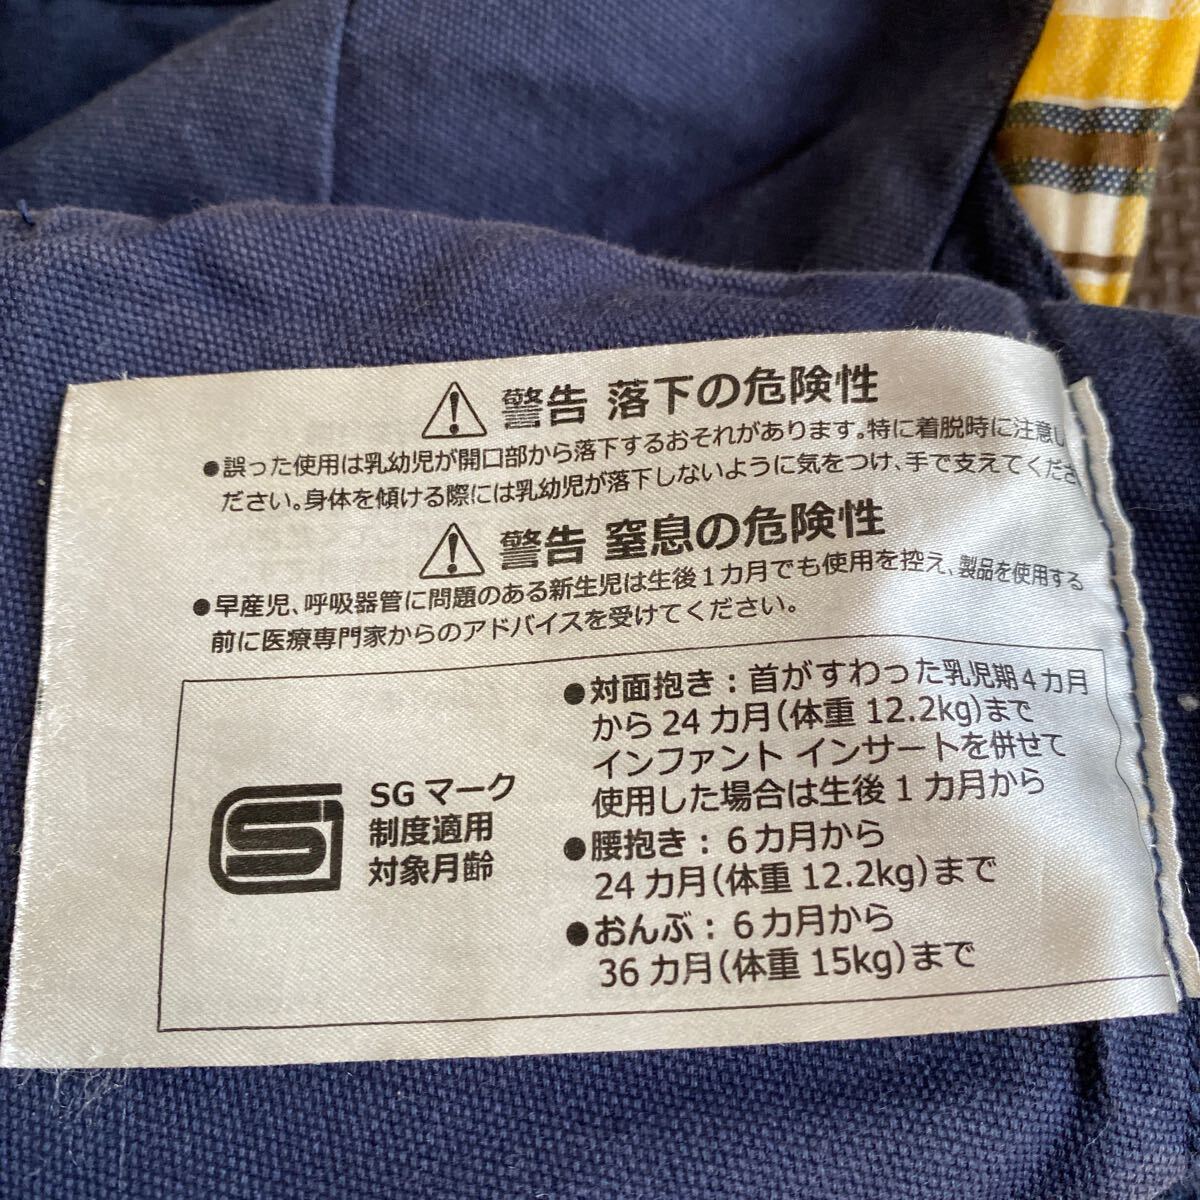 警告 落下の危険性
●誤った使用は乳幼児が開口部から落下するおそれがあります。特に着脱時に注意し
ださい。身体を傾ける際には乳幼児が落下しないように気をつけ、手で支えてくださ
警告 窒息の危険性
●早産児、呼吸器管に問題のある新生児は生後1カ月でも使用を控え、製品を使用する
前に医療専門家からのアドバイスを受けてください。
SG マーク
制度適用
対象月齢
●対面抱き：首がすわった乳児期4カ月
から24カ月（体重12.2kg）まで
インファント インサートを併せて
使用した場合は生後1カ月から
●腰抱き：6カ月から
24カ月（体重12.2kg）まで
●おんぶ：6カ月から
36カ月（体重15kg）まで